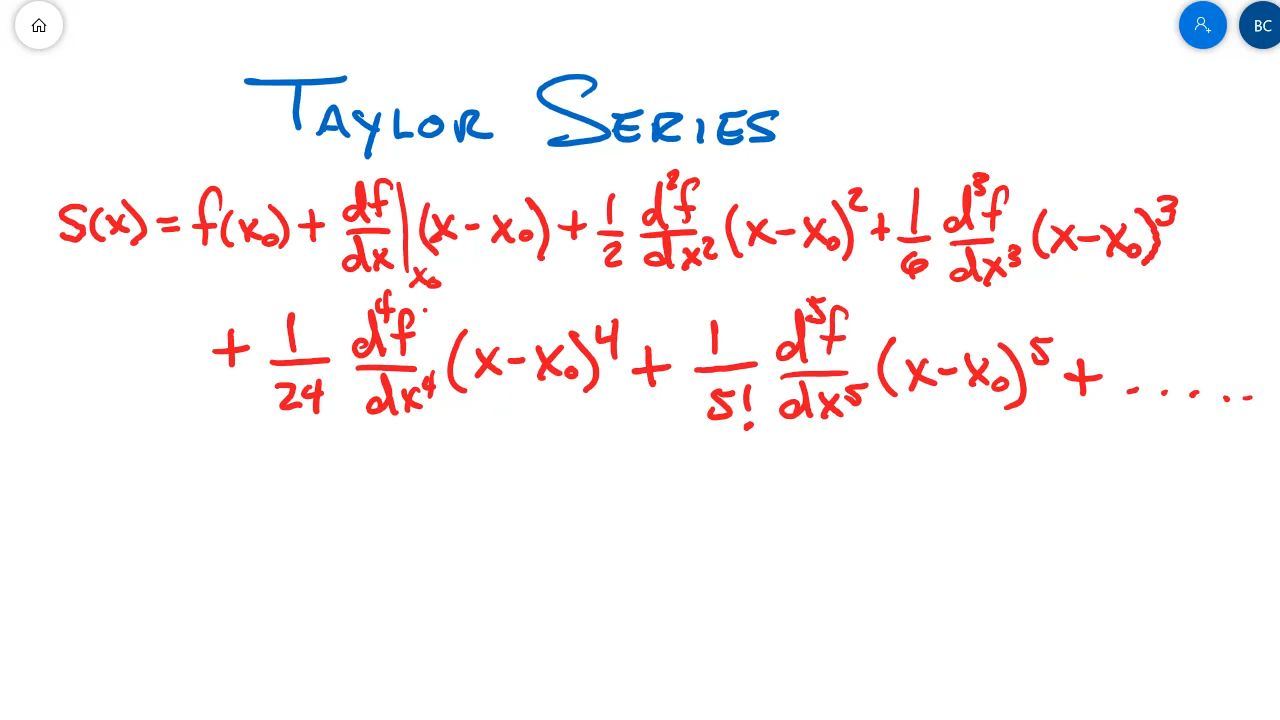 BC
TAYLOR SERIES
S(x) = f(x₀) + df/dx |ₓ₀ (x - x₀) + 1/2 d²f/dx² (x - x₀)² + 1/6 d³f/dx³ (x - x₀)³
+ 1/24 d⁴f/dx⁴ (x - x₀)⁴ + 1/5! d⁵f/dx⁵ (x - x₀)⁵ + ......